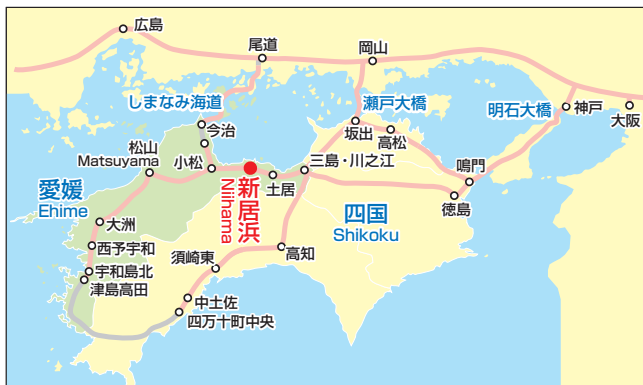 広島
尾道
岡山
しまなみ海道
瀬戸大橋
明石大橋
神戸
大阪
今治
坂出
高松
松山
Matsuyama
小松
三島・川之江
鳴門
土居
新居浜
Niihama
愛媛
Ehime
徳島
四国
Shikoku
大洲
西予宇和
須崎東
高知
宇和島北
津島高田
中土佐
四万十町中央